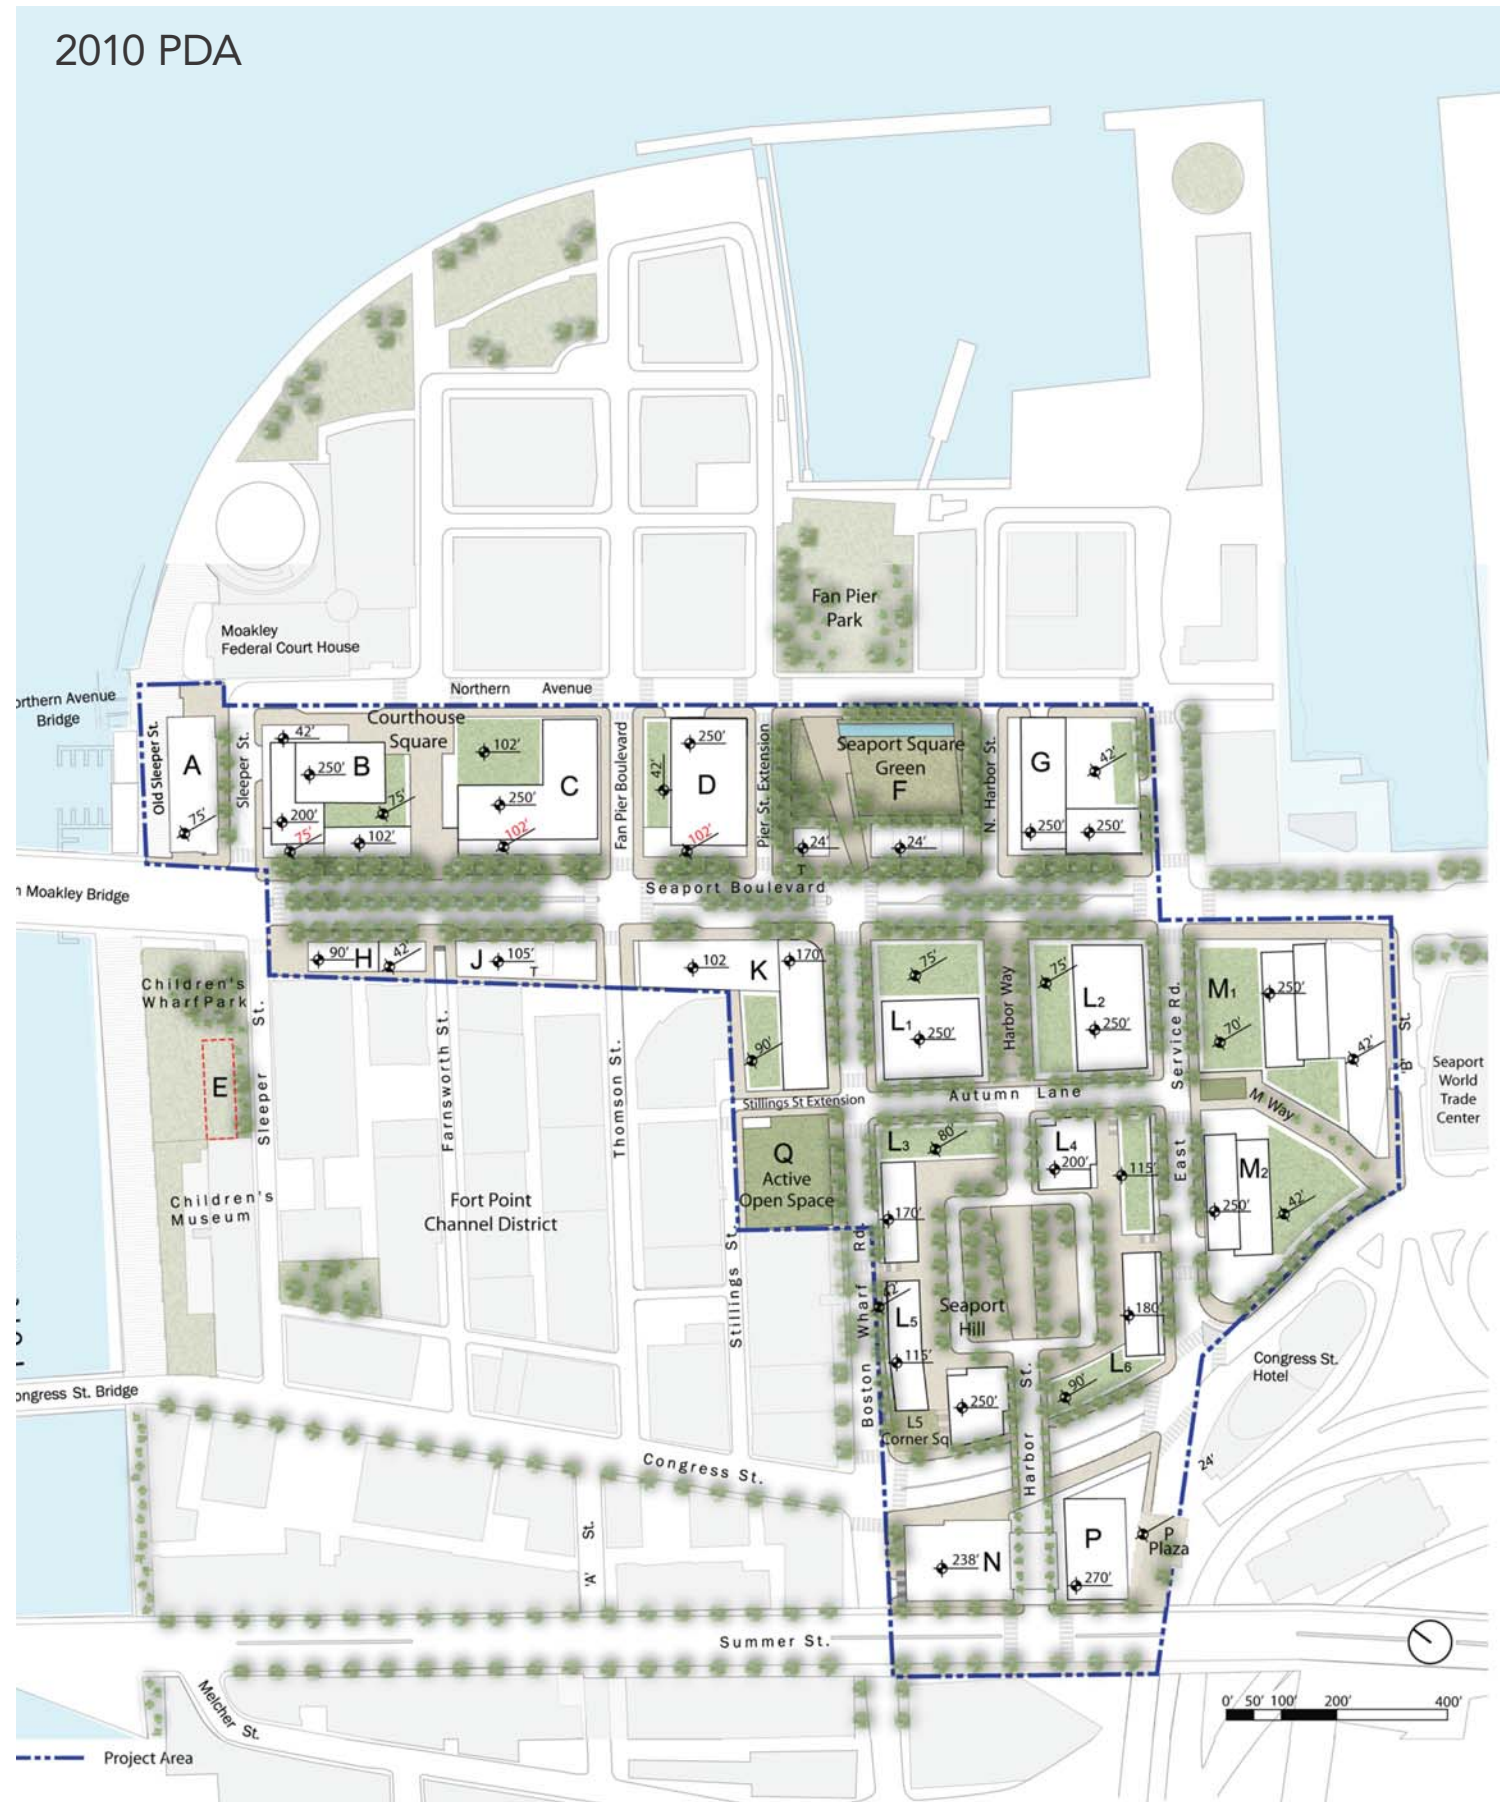 2010 PDA
Fan Pier
Park
Moakley
Federal Court House
orthern Avenue
Bridge
Northern Avenue
Old Sleeper St.
A
75'
Sleeper St.
Courthouse
Square
42'
250'
B
200'
75'
75'
102'
102'
250'
C
102'
Fan Pier Boulevard
42'
250'
D
102'
Pier St. Extension
Seaport Square
Green
F
24'
T
24'
N. Harbor St.
G
42'
250'
250'
n Moakley Bridge
Seaport Boulevard
90'
H
42'
J
105'
T
102
K
170'
90'
75'
L1
250'
Harbor Way
75'
L2
250'
Service Rd.
East
M1
250'
70'
42'
'B' St.
Seaport
World
Trade
Center
Children's
Wharf Park
E
Sleeper St.
Farnsworth St.
Thomson St.
Stillings St Extension
Autumn Lane
M Way
Q
Active
Open Space
L3
80'
L4
200'
115'
M2
250'
42'
Children's
Museum
Fort Point
Channel District
Stillings St.
Boston Wharf Rd.
170'
42'
L5
115'
Seaport
Hill
180'
L6
90'
250'
L5
Corner Sq
Harbor St.
Congress St.
Hotel
ongress St. Bridge
Congress St.
24'
'A' St.
238'
N
P
270'
P
Plaza
Summer St.
Melcher St.
0' 50' 100' 200' 400'
Project Area